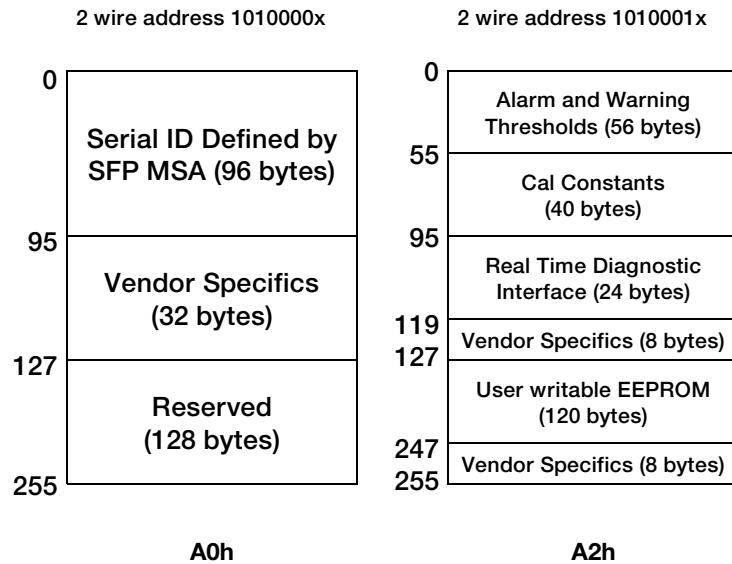 2 wire address 1010000x
0
Serial ID Defined by
SFP MSA (96 bytes)
95
Vendor Specifics
(32 bytes)
127
Reserved
(128 bytes)
255
A0h
2 wire address 1010001x
0
Alarm and Warning
Thresholds (56 bytes)
55
Cal Constants
(40 bytes)
95
Real Time Diagnostic
Interface (24 bytes)
119
Vendor Specifics (8 bytes)
127
User writable EEPROM
(120 bytes)
247
Vendor Specifics (8 bytes)
255
A2h